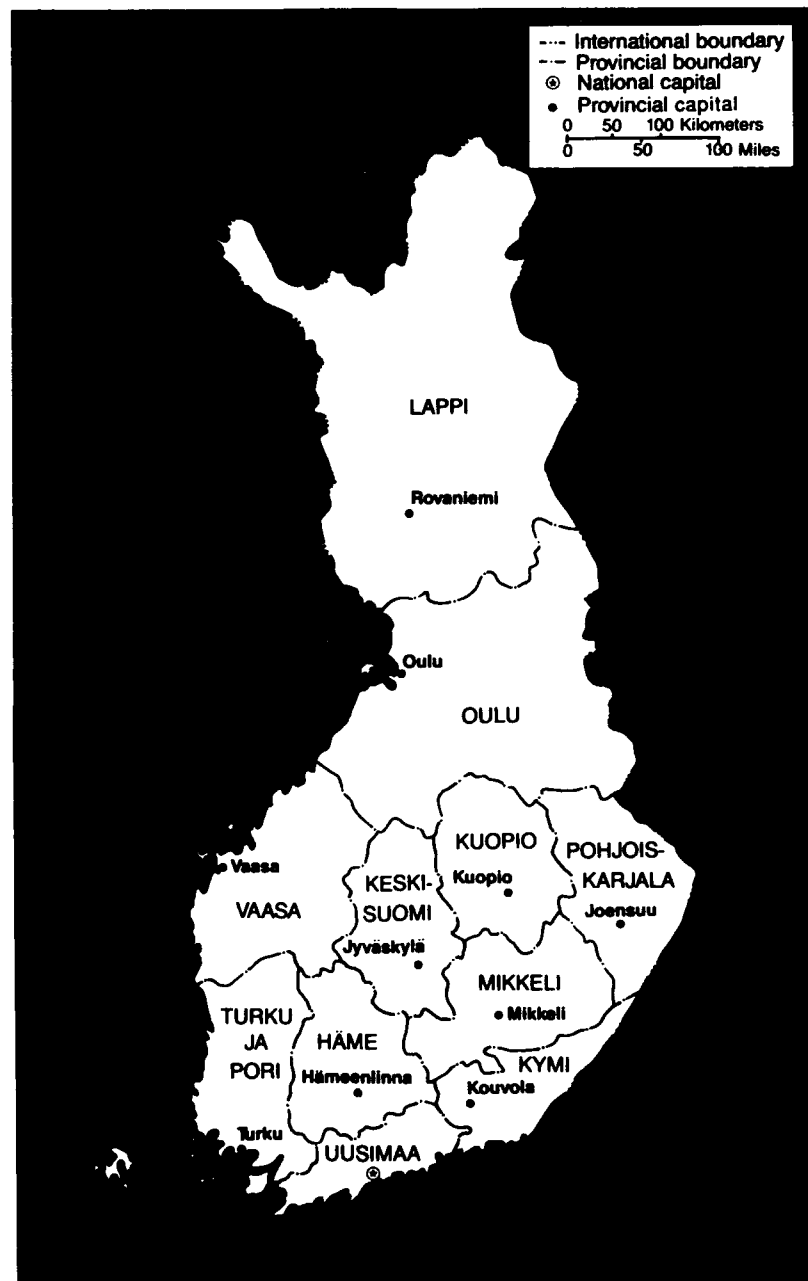 International boundary
Provincial boundary
National capital
Provincial capital
0 50 100 Kilometers
0 50 100 Miles
LAPPI
Rovaniemi
Oulu
OULU
KUOPIO
Kuopio
POHJOIS-
KARJALA
Joensuu
Vaasa
VAASA
KESKI-
SUOMI
Jyväskylä
MIKKELI
Mikkeli
TURKU
JA
PORI
Turku
HÄME
Hämeenlinna
KYMI
Kouvola
UUSIMAA